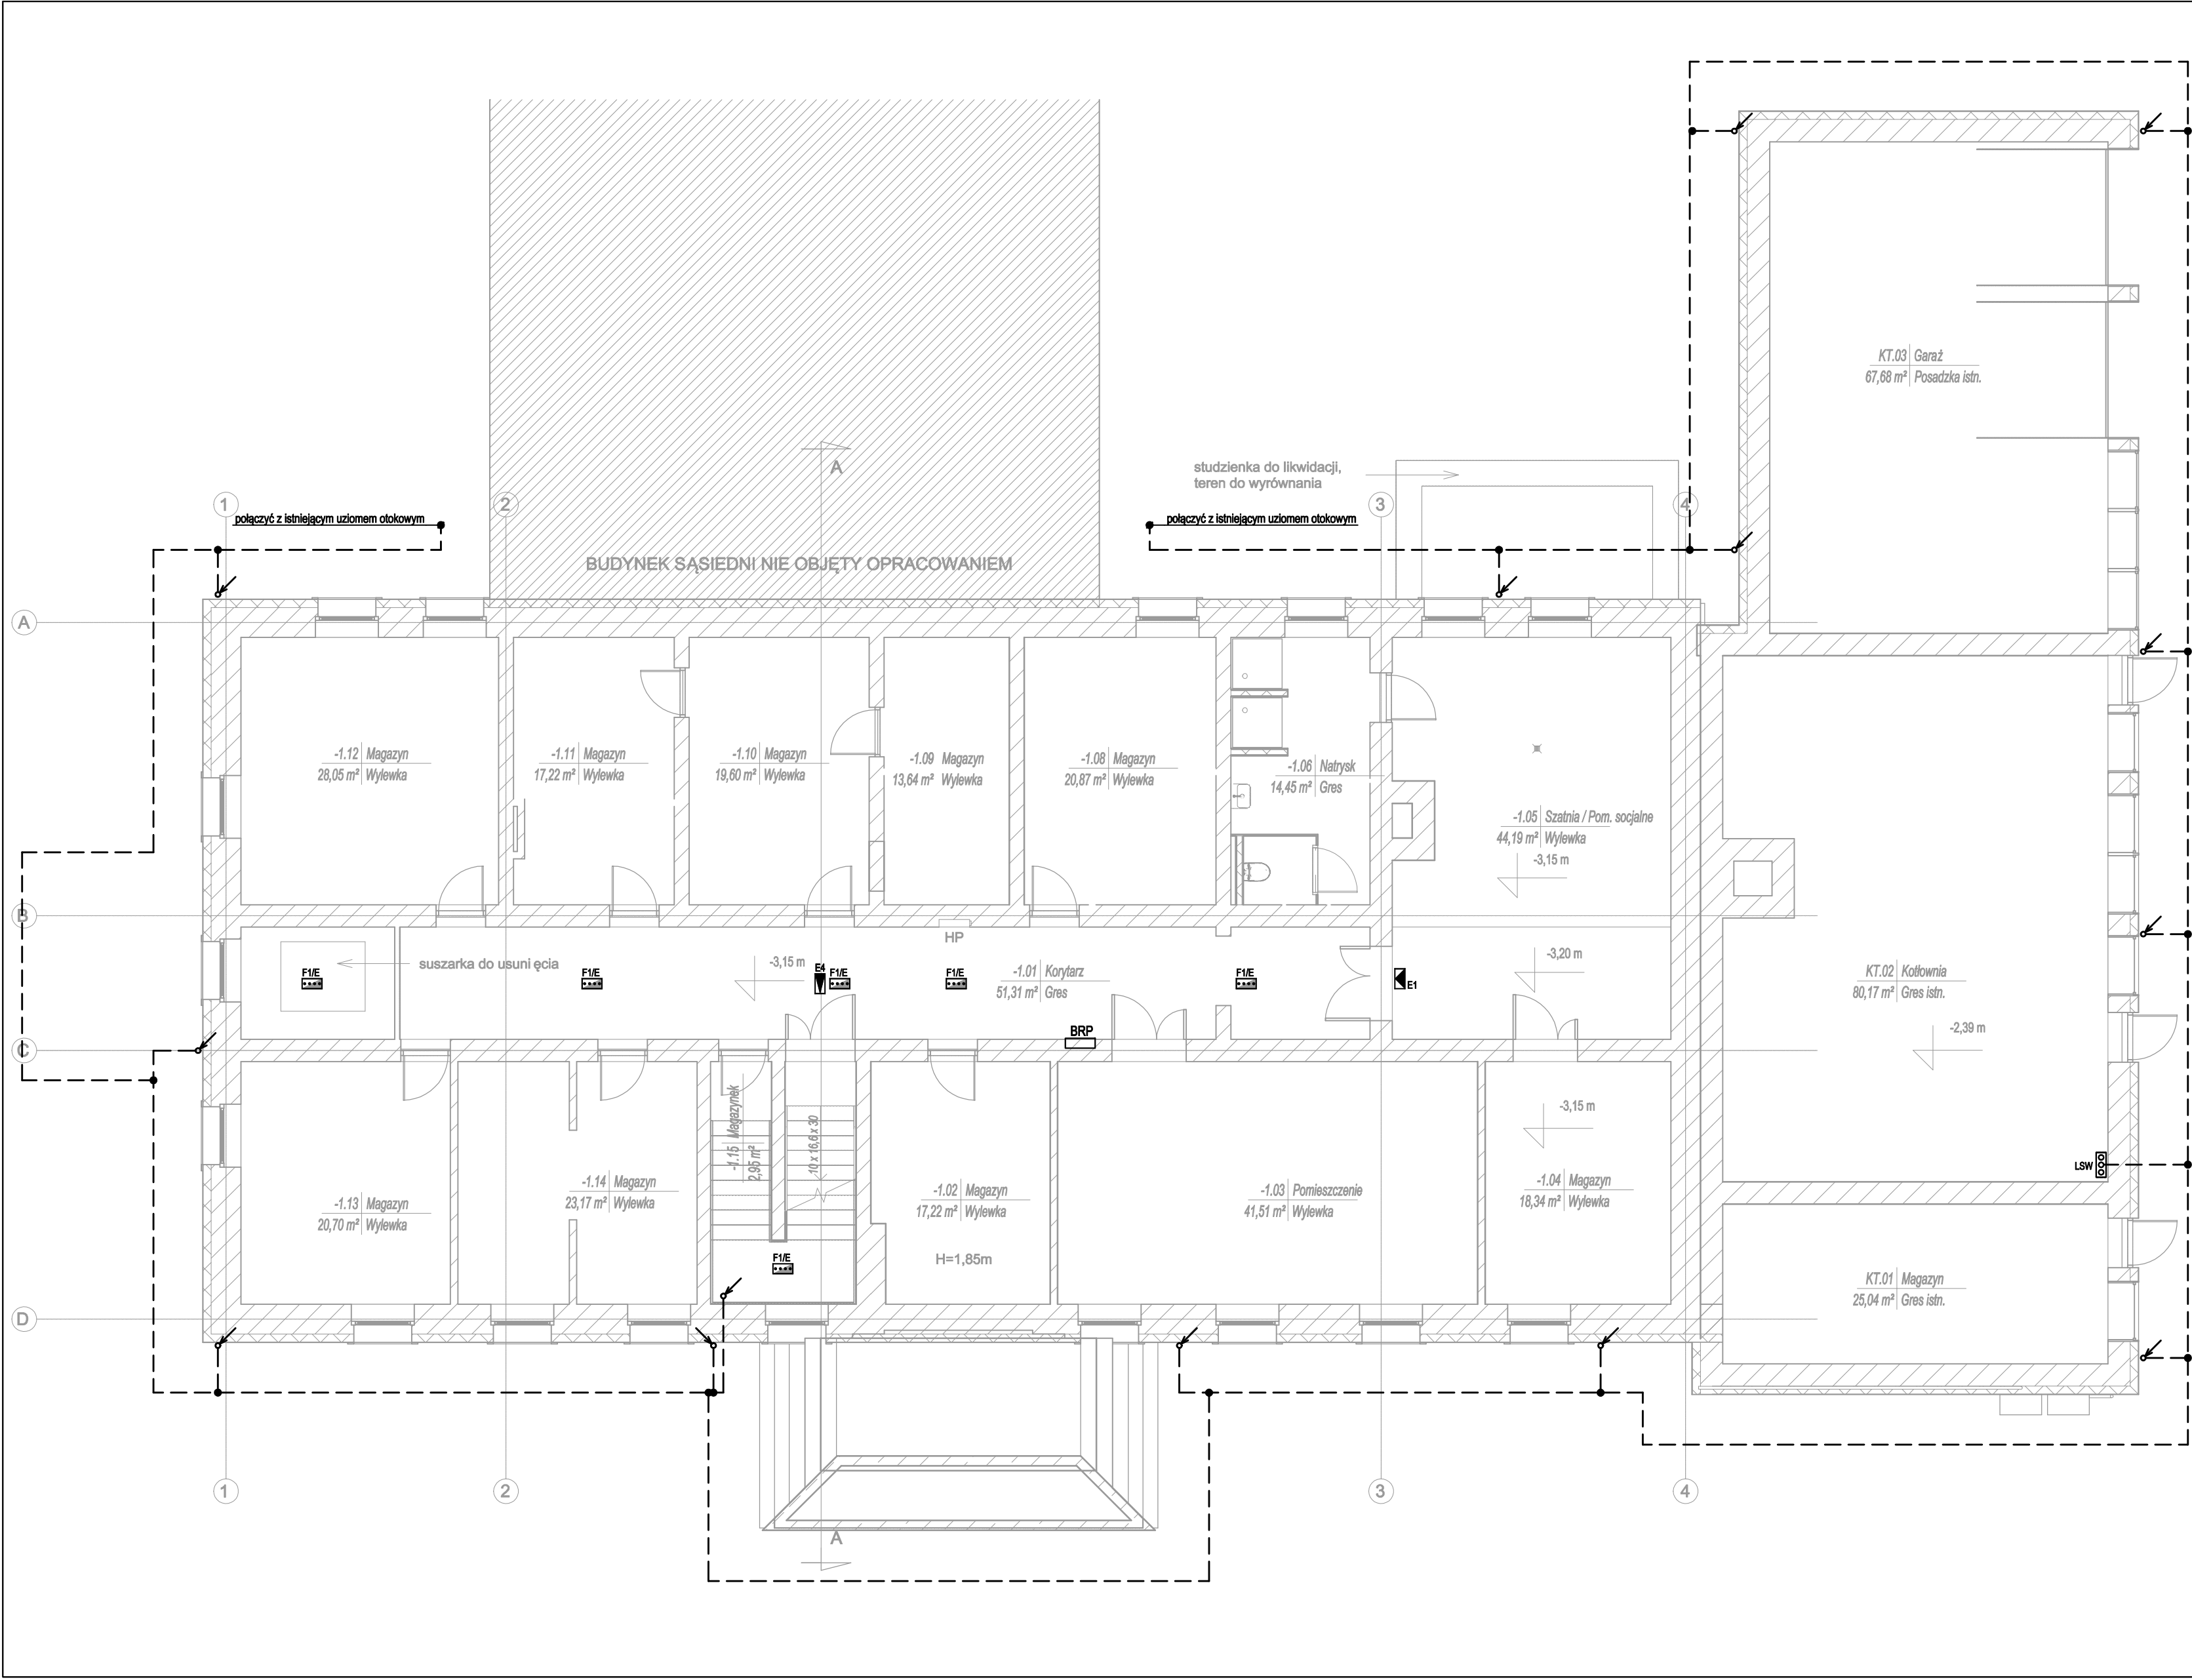 studzienka do likwidacji,
teren do wyrównania
A
1
2
3
4
połączyć z istniejącym uziomem otokowym
połączyć z istniejącym uziomem otokowym
BUDYNEK SĄSIEDNI NIE OBJĘTY OPRACOWANIEM
KT.03 Garaż
67,68 m² Posadzka istn.
A
-1.12 Magazyn
28,05 m² Wylewka
-1.11 Magazyn
17,22 m² Wylewka
-1.10 Magazyn
19,60 m² Wylewka
-1.09 Magazyn
13,64 m² Wylewka
-1.08 Magazyn
20,87 m² Wylewka
-1.06 Natrysk
14,45 m² Gres
-1.05 Szatnia / Pom. socjalne
44,19 m² Wylewka
-3,15 m
B
HP
suszarka do usuni ęcia
F1/E
F1/E
-3,15 m
E4
F1/E
F1/E
-1.01 Korytarz
51,31 m² Gres
F1/E
E1
-3,20 m
KT.02 Kotłownia
80,17 m² Gres istn.
-2,39 m
BRP
C
-1.13 Magazyn
20,70 m² Wylewka
-1.14 Magazyn
23,17 m² Wylewka
-1.15 Magazynek
2,95 m²
10 x 16,6 x 30
-1.02 Magazyn
17,22 m² Wylewka
H=1,85m
-1.03 Pomieszczenie
41,51 m² Wylewka
-3,15 m
-1.04 Magazyn
18,34 m² Wylewka
LSW
F1/E
KT.01 Magazyn
25,04 m² Gres istn.
D
1
2
3
4
A